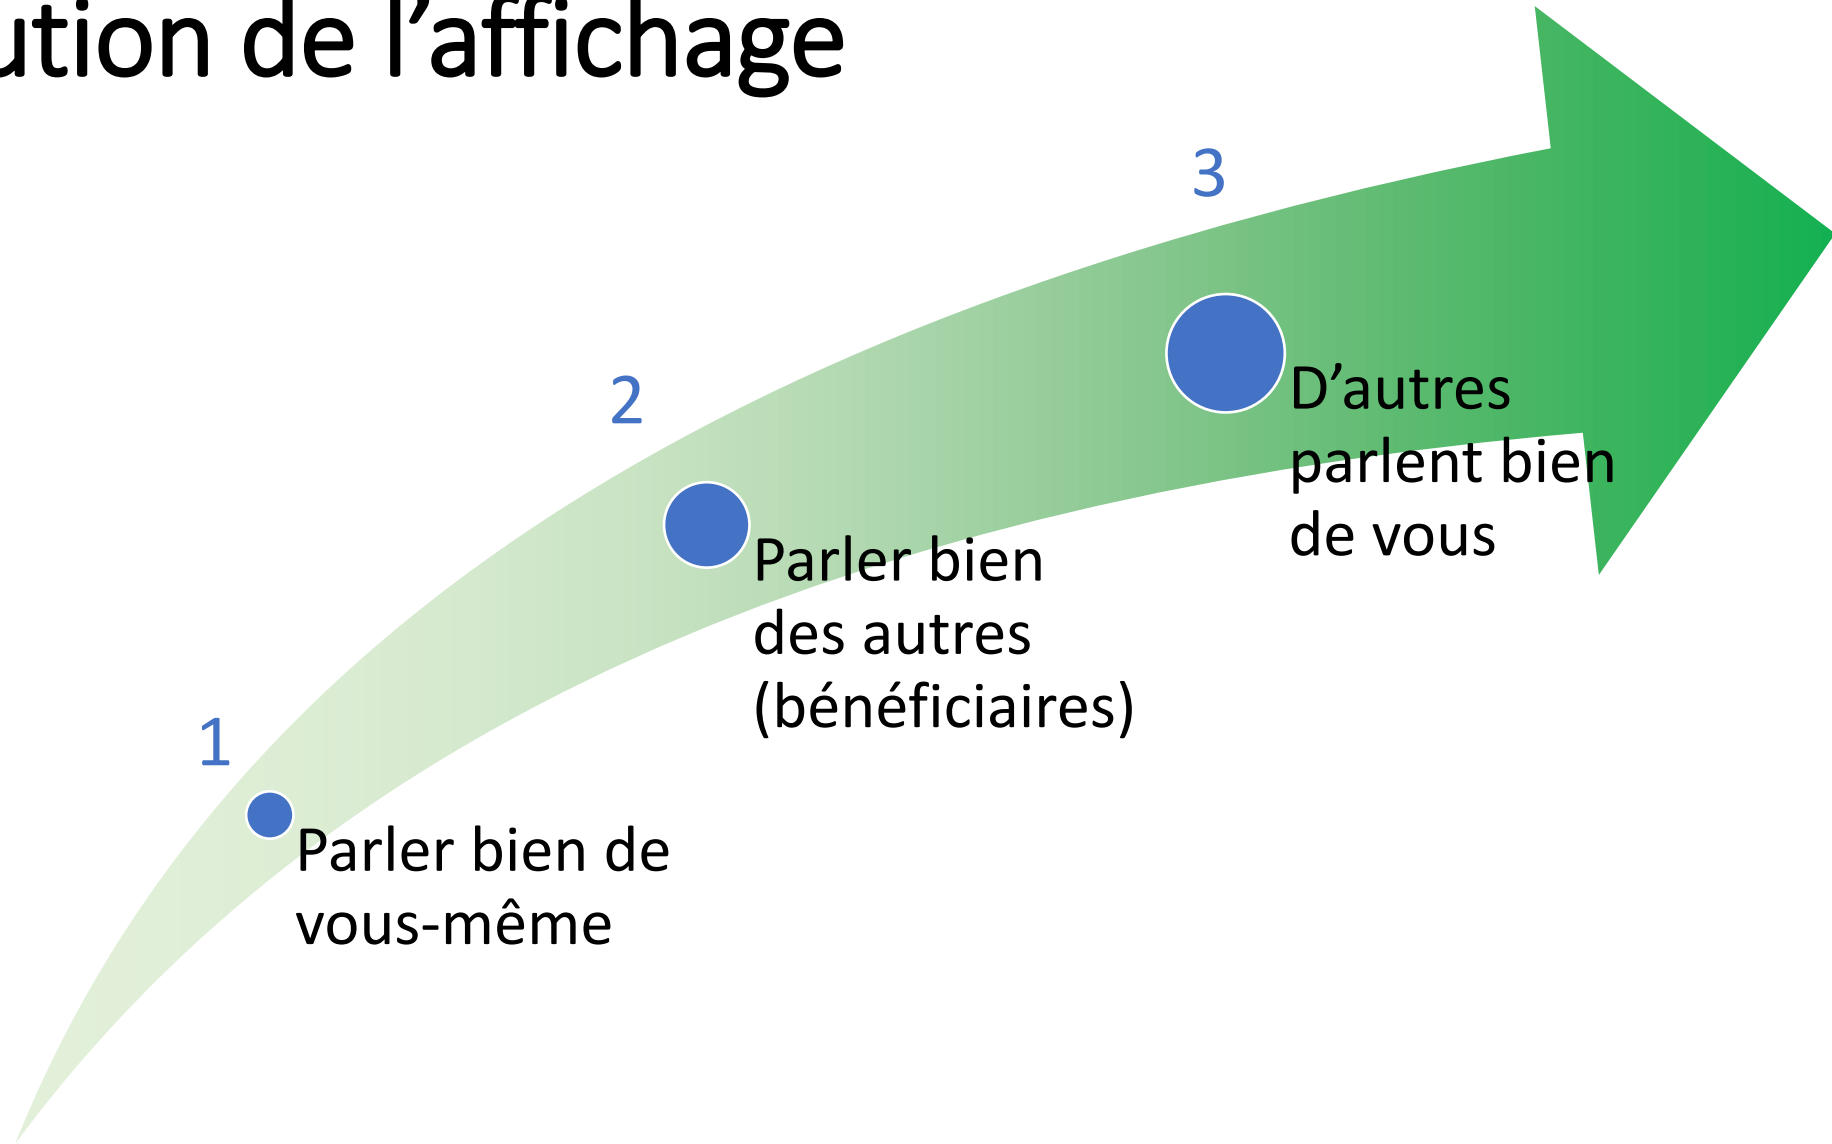 ution de l’affichage
3
D’autres
parlent bien
de vous
2
Parler bien
des autres
(bénéficiaires)
1
Parler bien de
vous-même